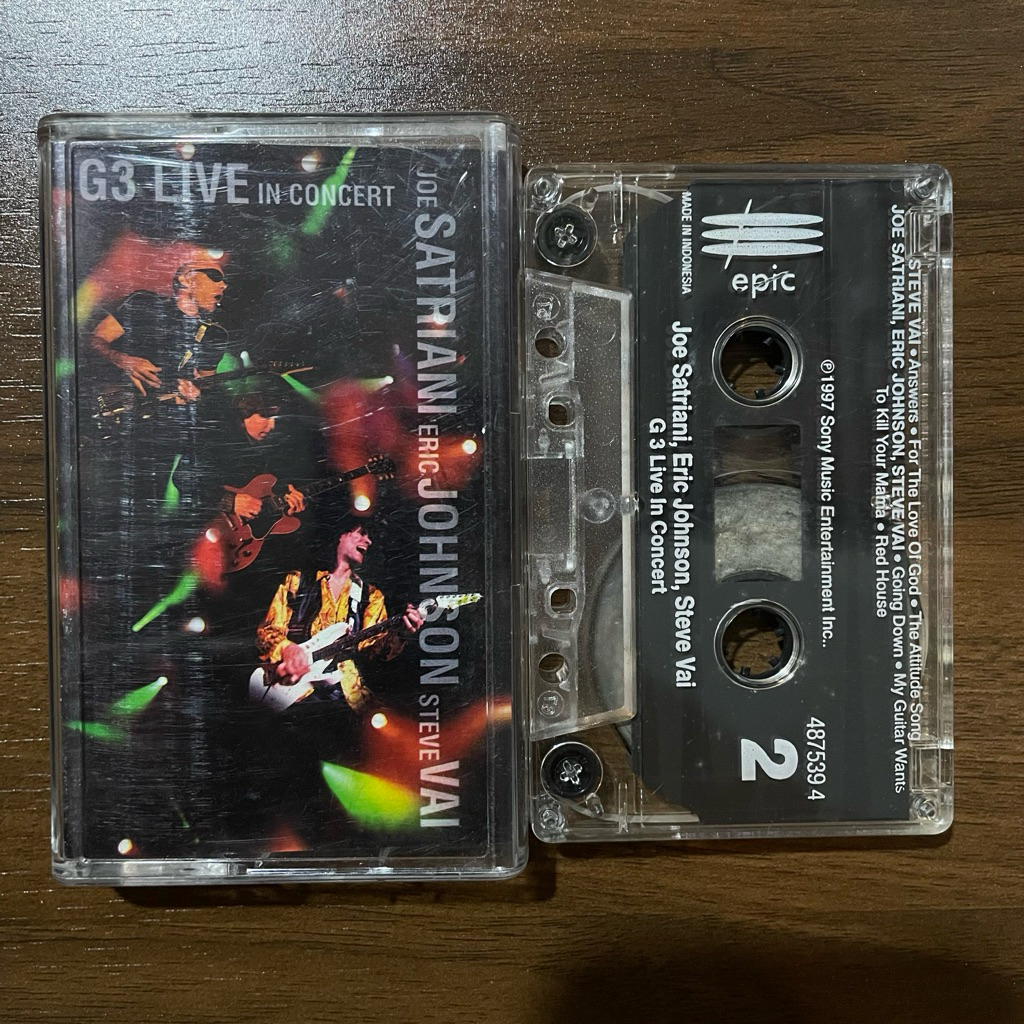 G3 LIVE IN CONCERT
JOE SATRIANI ERIC JOHNSON STEVE VAI
STEVE VAI • Answers • For The Love Of God • The Attitude Song
JOE SATRIANI, ERIC JOHNSON, STEVE VAI • Going Down • My Guitar Wants
To Kill Your Mama • Red House
℗1997 Sony Music Entertainment Inc..
487539 4
2
epic
MADE IN INDONESIA
Joe Satriani, Eric Johnson, Steve Vai
G3 Live In Concert